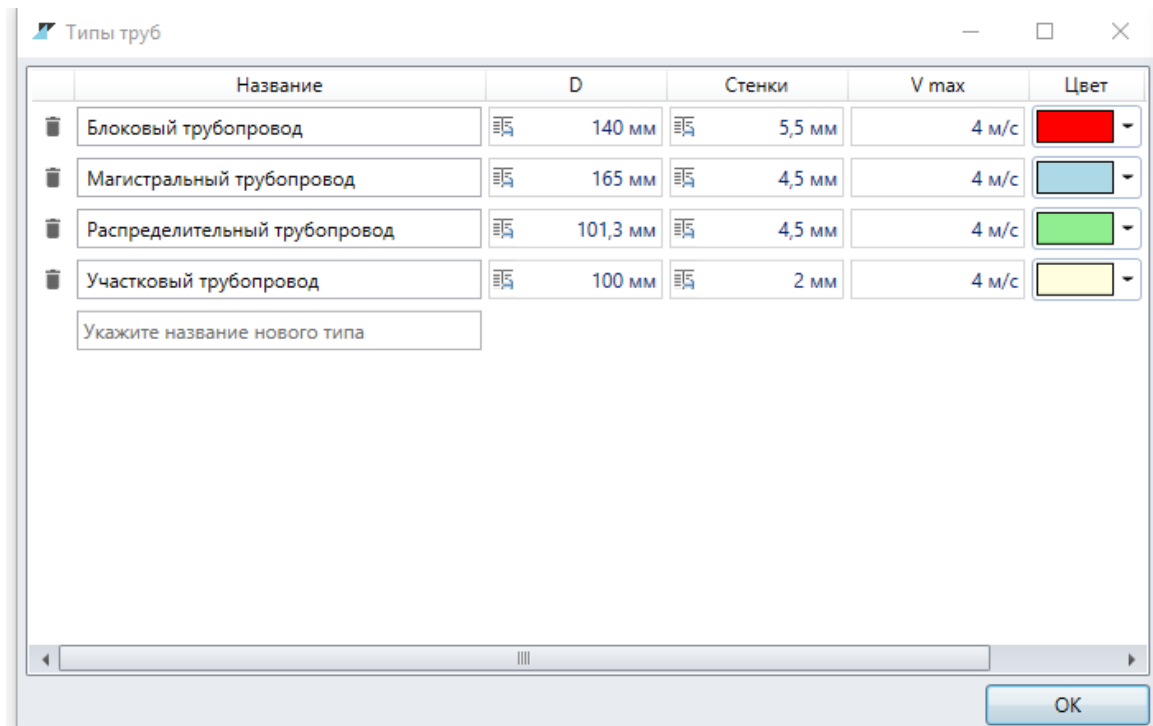 Типы труб
Название D Стенки V max Цвет
Блоковый трубопровод 140 мм 5,5 мм 4 м/с
Магистральный трубопровод 165 мм 4,5 мм 4 м/с
Распределительный трубопровод 101,3 мм 4,5 мм 4 м/с
Участковый трубопровод 100 мм 2 мм 4 м/с
Укажите название нового типа
ОК